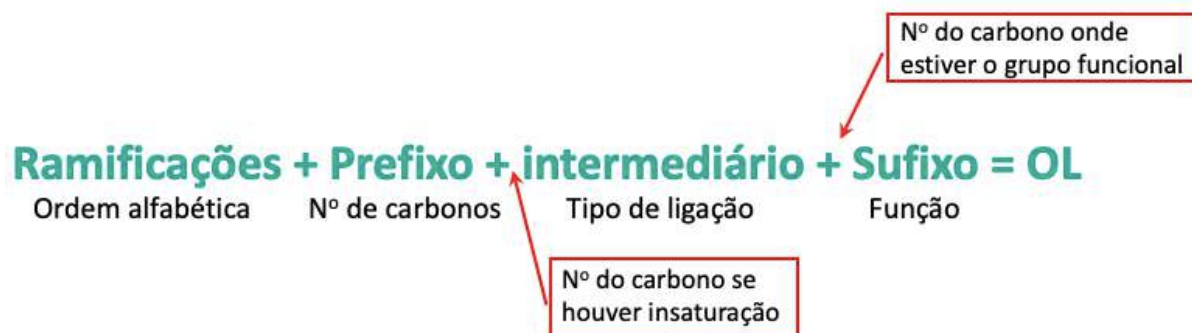 Nº do carbono onde
estiver o grupo funcional
Ramificações + Prefixo + intermediário + Sufixo = OL
Ordem alfabética Nº de carbonos Tipo de ligação Função
Nº do carbono se
houver insaturação